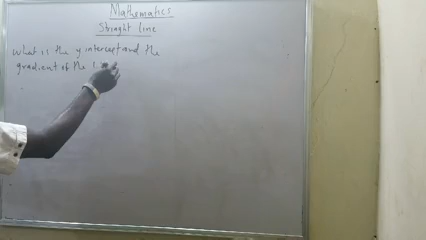 Mathematics
Straight line
what is the y intercept and the
gradient of the l